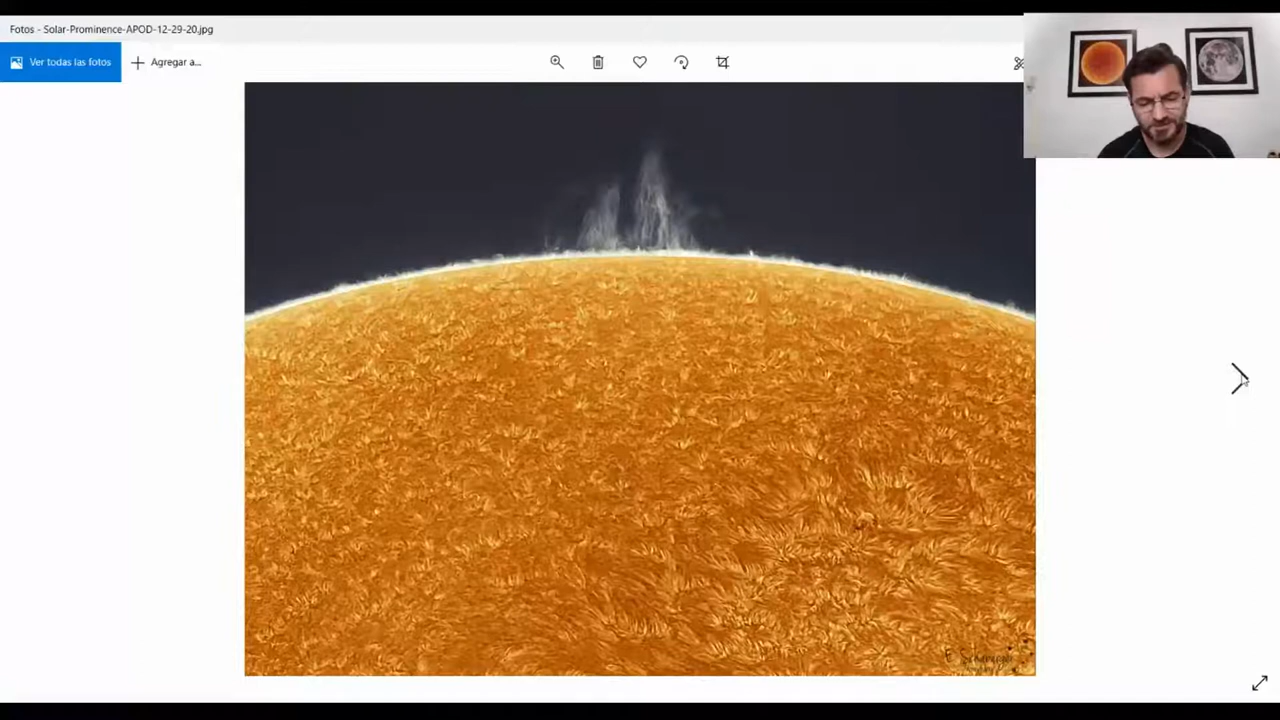 Fotos - Solar-Prominence-APOD-12-29-20.jpg
Ver todas las fotos
Agregar a...